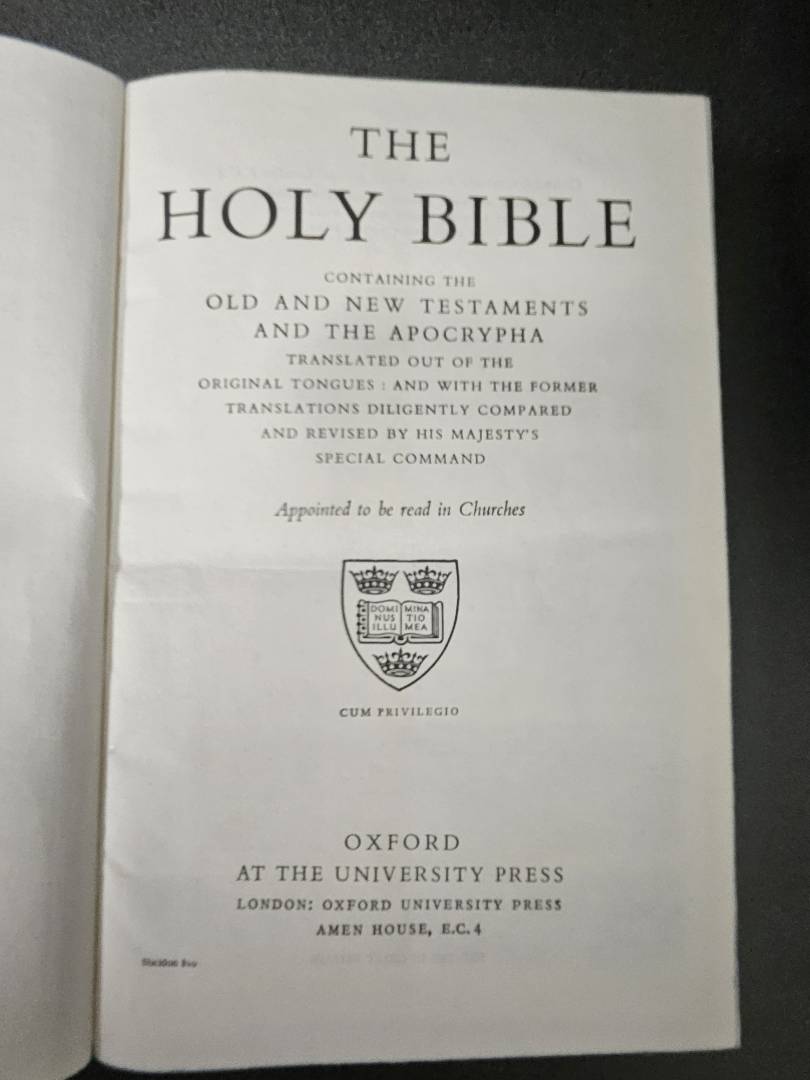 THE
HOLY BIBLE
CONTAINING THE
OLD AND NEW TESTAMENTS
AND THE APOCRYPHA
TRANSLATED OUT OF THE
ORIGINAL TONGUES : AND WITH THE FORMER
TRANSLATIONS DILIGENTLY COMPARED
AND REVISED BY HIS MAJESTY'S
SPECIAL COMMAND
Appointed to be read in Churches
DOMI MINA
NUS TIO
ILLU MEA
CUM PRIVILEGIO
OXFORD
AT THE UNIVERSITY PRESS
LONDON: OXFORD UNIVERSITY PRESS
AMEN HOUSE, E.C.4